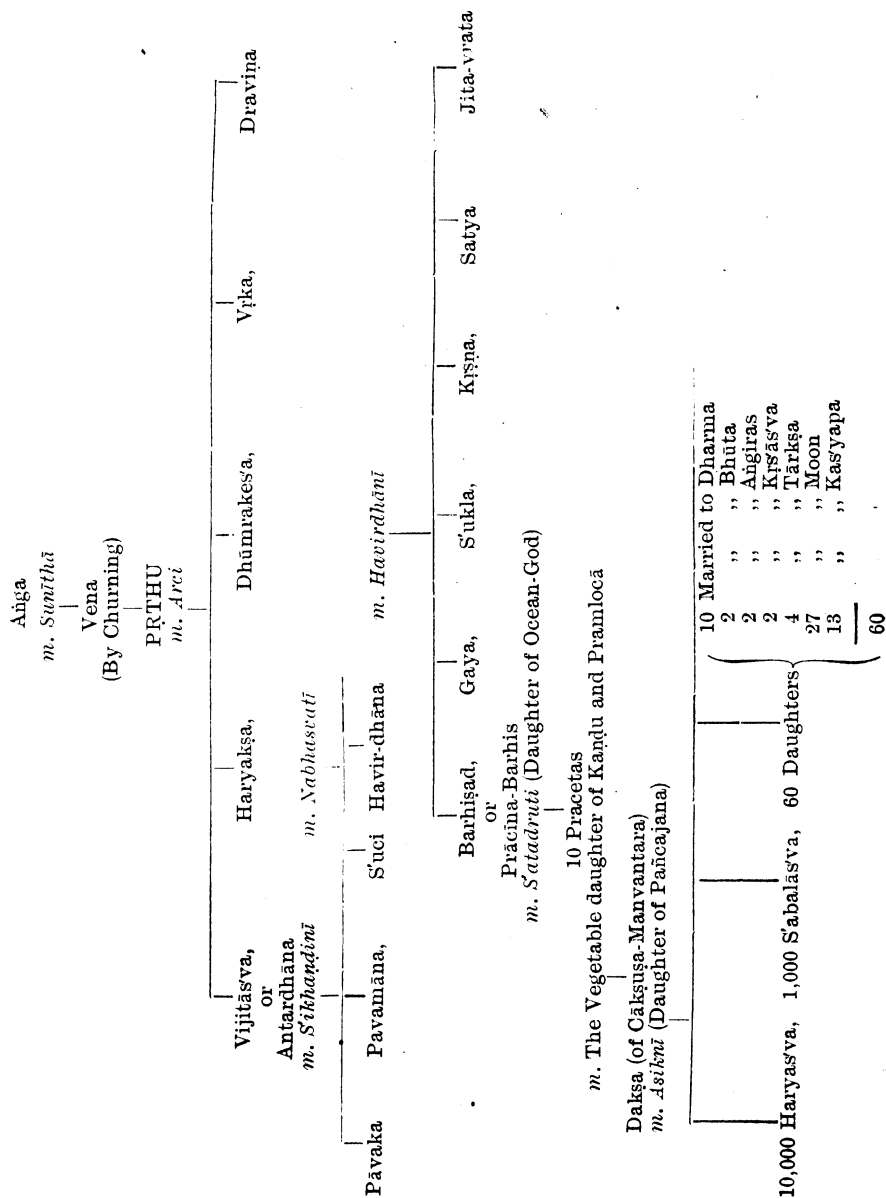 Aṅga
m. Sunīthā
Vena
(By Churning)
PṚTHU
m. Arci
Vijitās'va, Haryakṣa, Dhūmrakes'a, Vṛka, Draviṇa
or
Antardhāna
m. S'ikhaṇḍinī m. Nabhasvatī
Pāvaka Pavamāna, S'uci Havir-dhāna m. Havirdhānī
Barhiṣad, Gaya, S'ukla, Kṛṣṇa, Satya Jita-vrata
or
Prācīna-Barhis
m. S'atadruti (Daughter of Ocean-God)
10 Pracetas
m. The Vegetable daughter of Kaṇḍu and Pramlocā
Dakṣa (of Cākṣuṣa-Manvantara)
m. Asiknī (Daughter of Pañcajana)
10,000 Haryas'va, 1,000 S'abalās'va, 60 Daughters
10 Married to Dharma
2 ,, ,, Bhūta
2 ,, ,, Aṅgiras
2 ,, ,, Kṛs'ās'va
4 ,, ,, Tārkṣa
27 ,, ,, Moon
13 ,, ,, Kas'yapa
60